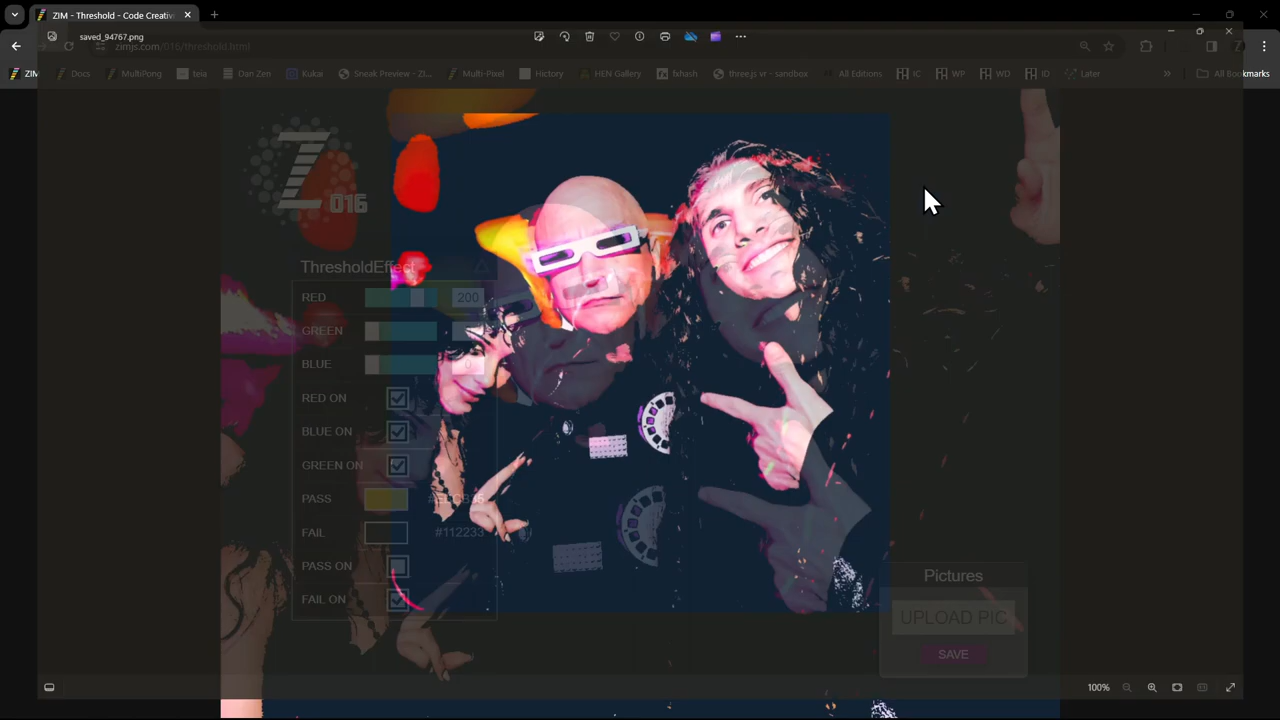 ZIM - Threshold - Code Creativ
saved_94767.png
zimjs.com/016/threshold.html
ZIM
Docs
MultiPong
teia
Dan Zen
Kukai
Sneak Preview - ZI...
Multi-Pixel
Hictory
HEN Gallery
fxhash
three.js vr - sandbox
All Editions
IC
WP
WD
ID
Later
»
All Bookmarks
Z 016
ThresholdEffect
RED 200
GREEN
BLUE 0
RED ON
BLUE ON
GREEN ON
PASS
FAIL #112233
PASS ON
FAIL ON
Pictures
UPLOAD PIC
SAVE
100%